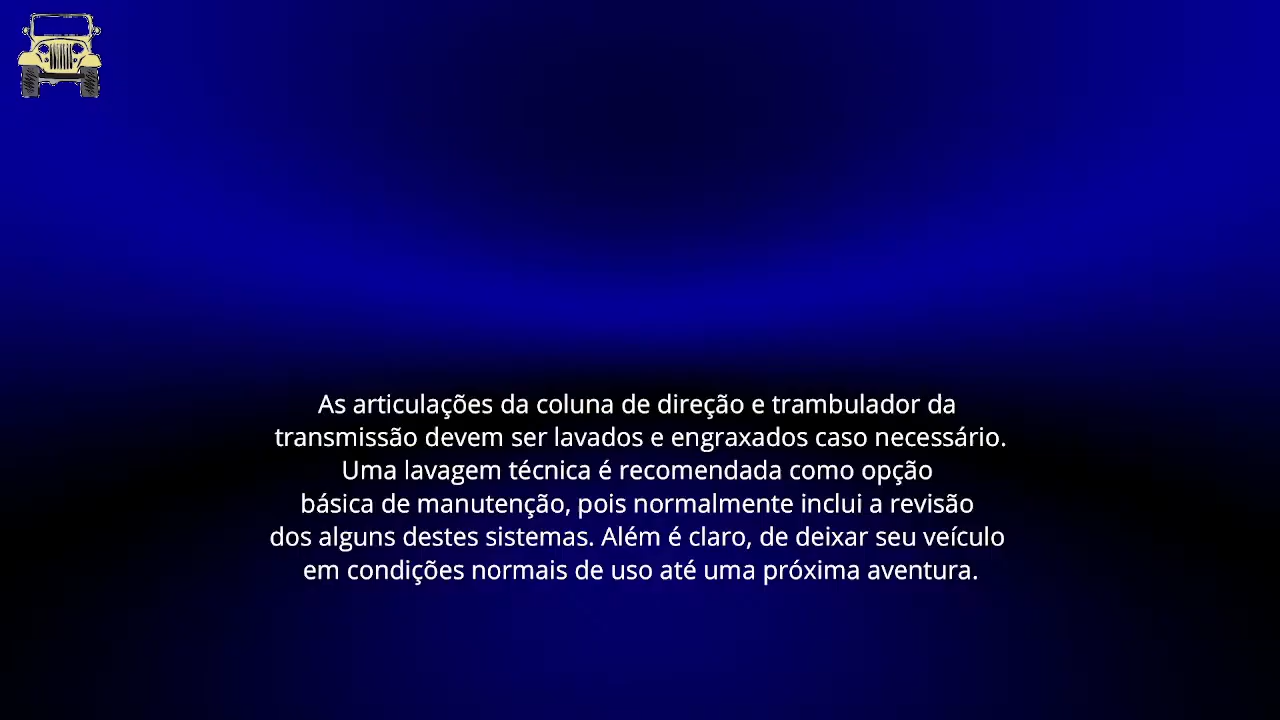 As articulações da coluna de direção e trambulador da
transmissão devem ser lavados e engraxados caso necessário.
Uma lavagem técnica é recomendada como opção
básica de manutenção, pois normalmente inclui a revisão
dos alguns destes sistemas. Além é claro, de deixar seu veículo
em condições normais de uso até uma próxima aventura.